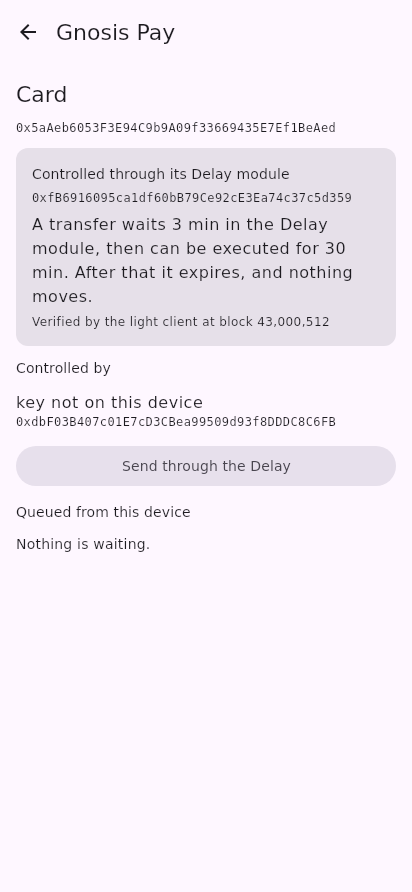 Gnosis Pay
Card
0x5aAeb6053F3E94C9b9A09f33669435E7Ef1BeAed
Controlled through its Delay module
0xfB6916095ca1df60bB79Ce92cE3Ea74c37c5d359
A transfer waits 3 min in the Delay
module, then can be executed for 30
min. After that it expires, and nothing
moves.
Verified by the light client at block 43,000,512
Controlled by
key not on this device
0xdbF03B407c01E7cD3CBea99509d93f8DDDC8C6FB
Send through the Delay
Queued from this device
Nothing is waiting.